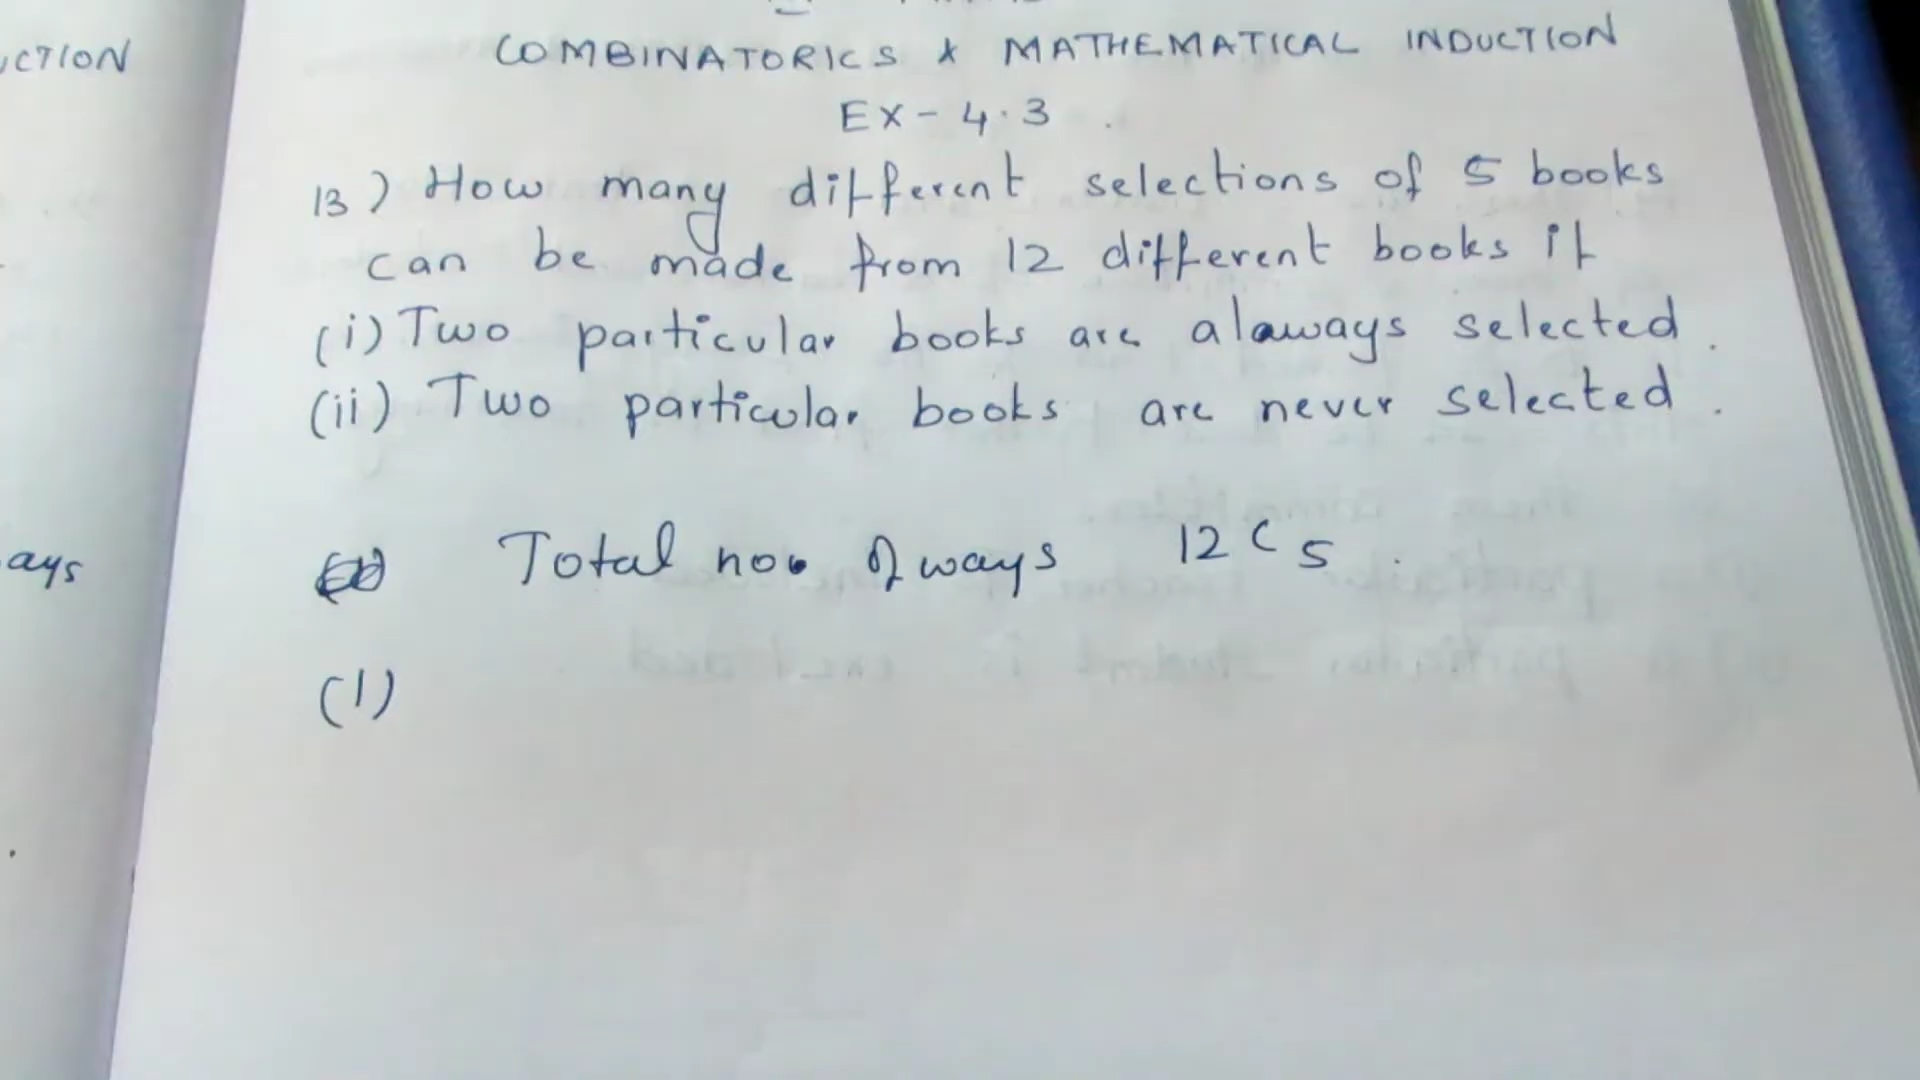 UCTION
COMBINATORICS & MATHEMATICAL INDUCTION
EX - 4.3
13) How many different selections of 5 books
can be made from 12 different books if
(i) Two particular books are alaways selected.
(ii) Two particular books are never selected.
ays
Total no. of ways 12C5.
(1)